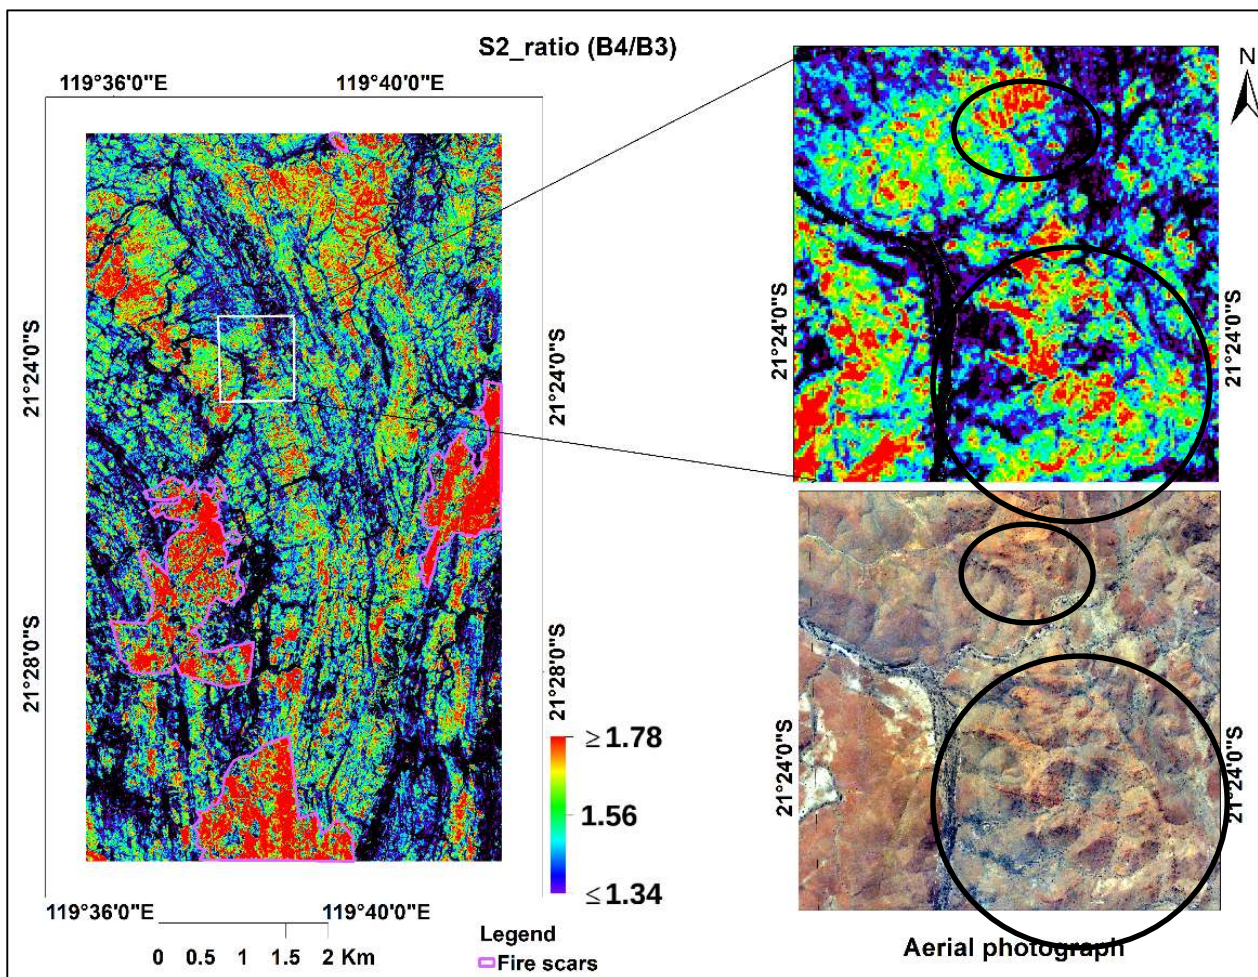 S2_ratio (B4/B3)
119°36'0"E 119°40'0"E
N
21°24'0"S
21°24'0"S
21°24'0"S
21°24'0"S
21°28'0"S
21°28'0"S
≥ 1.78
1.56
≤ 1.34
21°24'0"S
21°24'0"S
119°36'0"E 119°40'0"E
0 0.5 1 1.5 2 Km
Legend
Fire scars
Aerial photograph